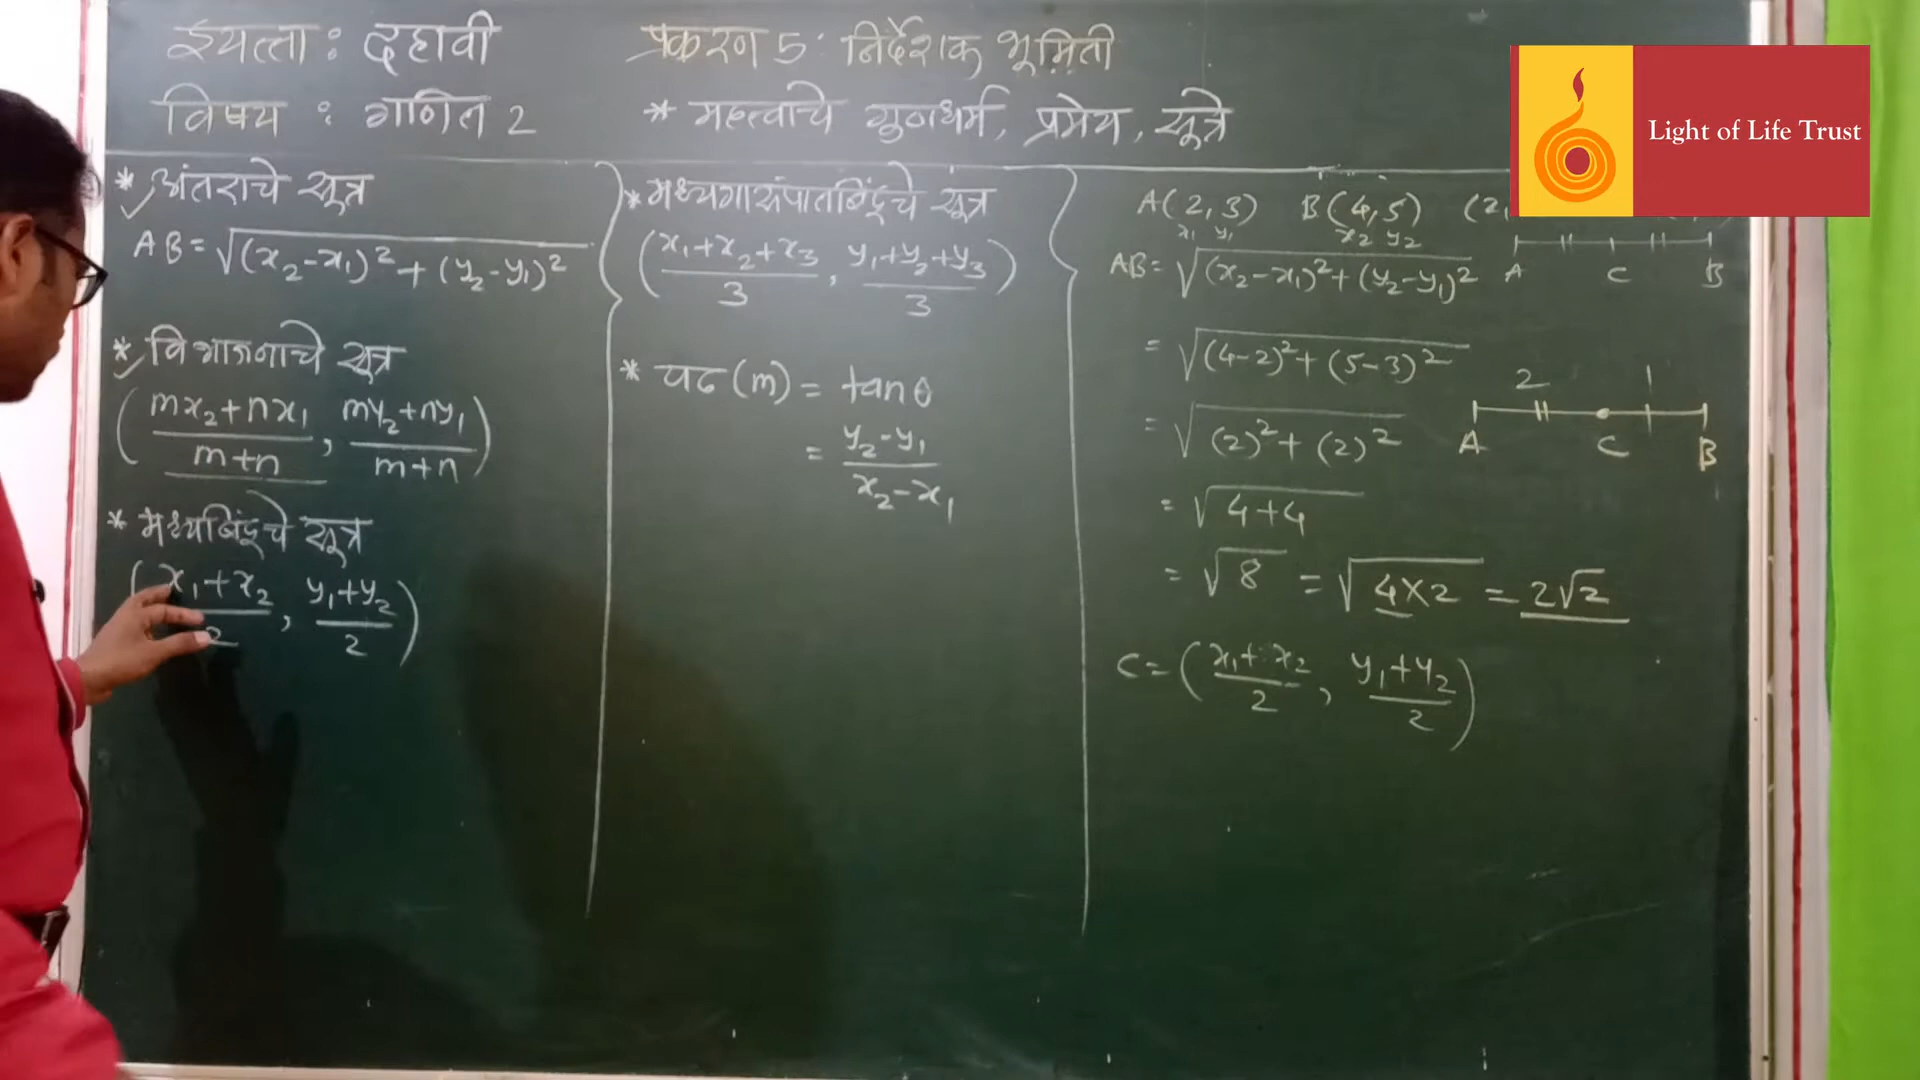 इयत्ता : दहावी
प्रकरण 5 : निर्देशक भूमिती
विषय : गणित 2
* महत्वाचे गुणधर्म, प्रमेय, सूत्रे
Light of Life Trust
* अंतराचे सूत्र
AB = √(x₂-x₁)² + (y₂-y₁)²
* विभाजनाचे सूत्र
(mx₂+nx₁/m+n , my₂+ny₁/m+n)
* मध्यबिंदूचे सूत्र
(x₁+x₂/2 , y₁+y₂/2)
* मध्यगासंपातबिंदूचे सूत्र
(x₁+x₂+x₃/3 , y₁+y₂+y₃/3)
* चढ (m) = tanθ
= y₂-y₁/x₂-x₁
A(2,3) B(4,5) (2,
x₁ y₁ x₂ y₂
AB = √(x₂-x₁)²+(y₂-y₁)²
A C B
= √(4-2)²+(5-3)²
2 1
A C B
= √(2)²+(2)²
= √4+4
= √8 = √4×2 = 2√2
C = (x₁+x₂/2 , y₁+y₂/2)